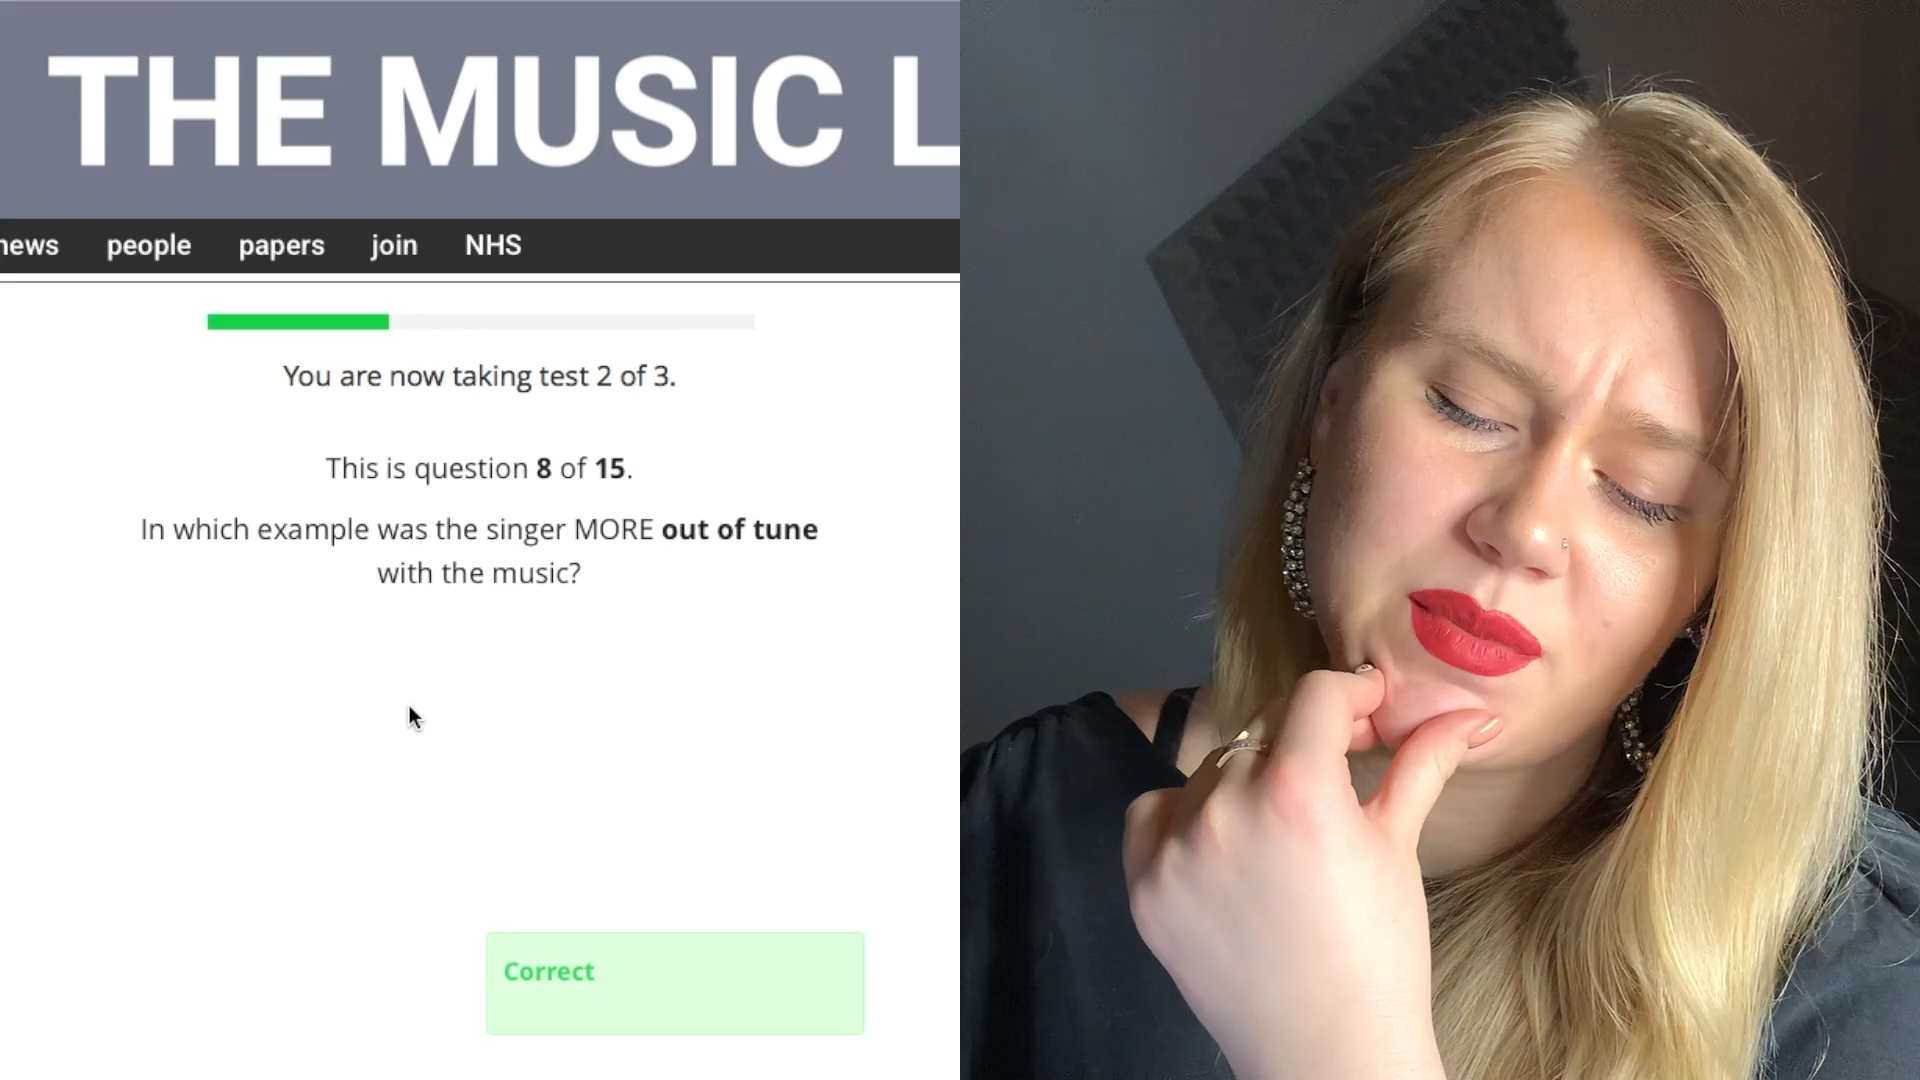 THE MUSIC L
news people papers join NHS
You are now taking test 2 of 3.
This is question 8 of 15.
In which example was the singer MORE out of tune
with the music?
Correct